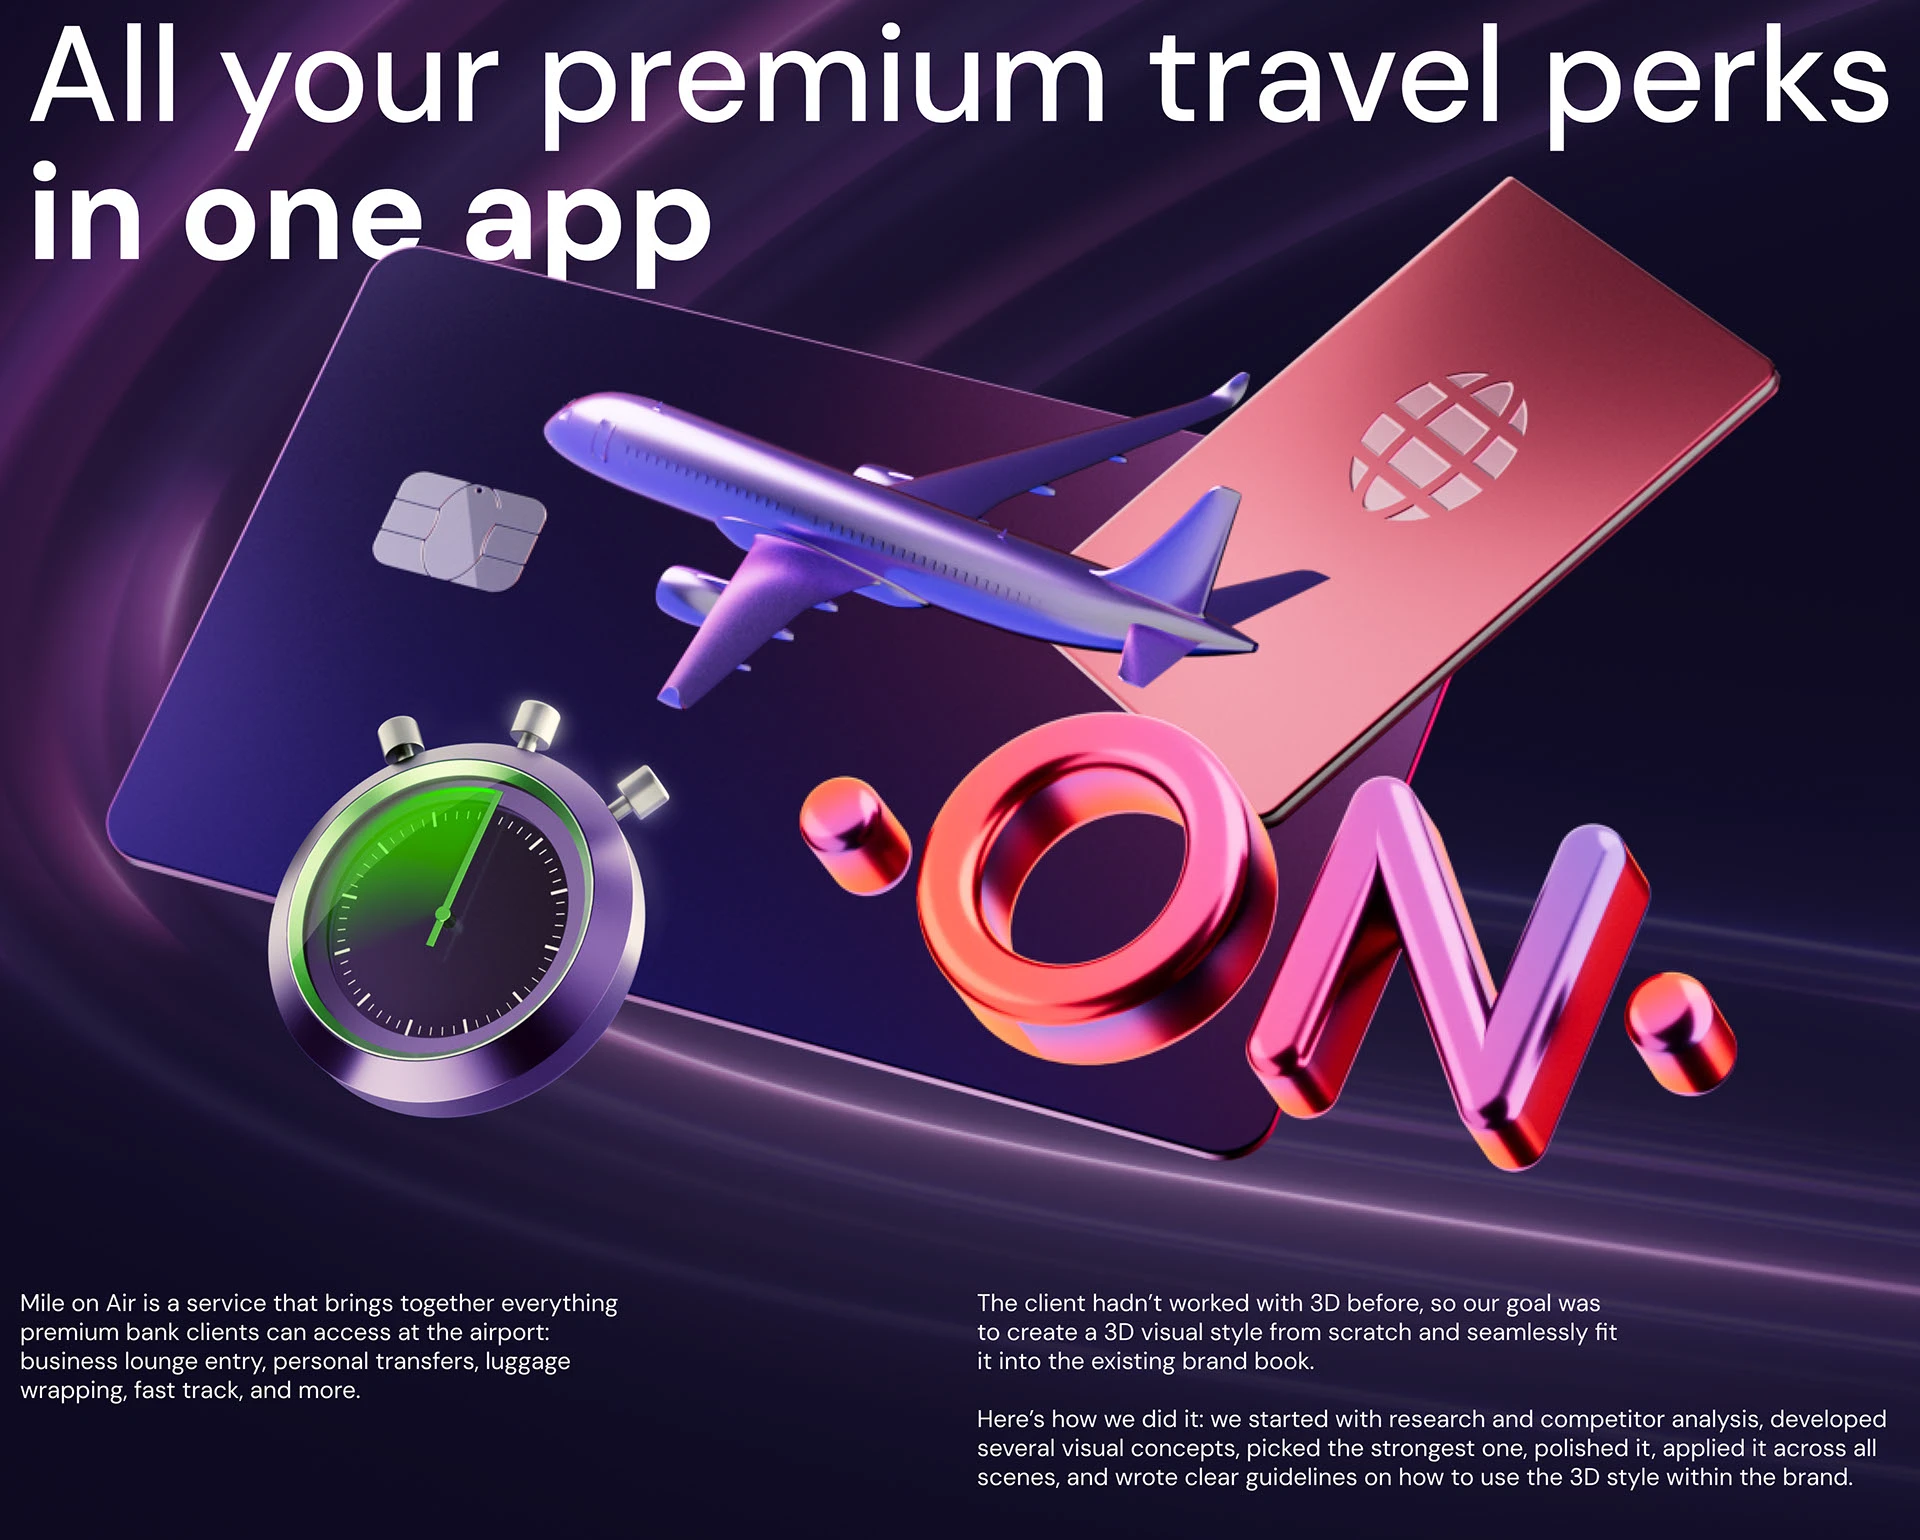 All your premium travel perks
in one app
•ON•
Mile on Air is a service that brings together everything
premium bank clients can access at the airport:
business lounge entry, personal transfers, luggage
wrapping, fast track, and more.
The client hadn’t worked with 3D before, so our goal was
to create a 3D visual style from scratch and seamlessly fit
it into the existing brand book.
Here’s how we did it: we started with research and competitor analysis, developed
several visual concepts, picked the strongest one, polished it, applied it across all
scenes, and wrote clear guidelines on how to use the 3D style within the brand.